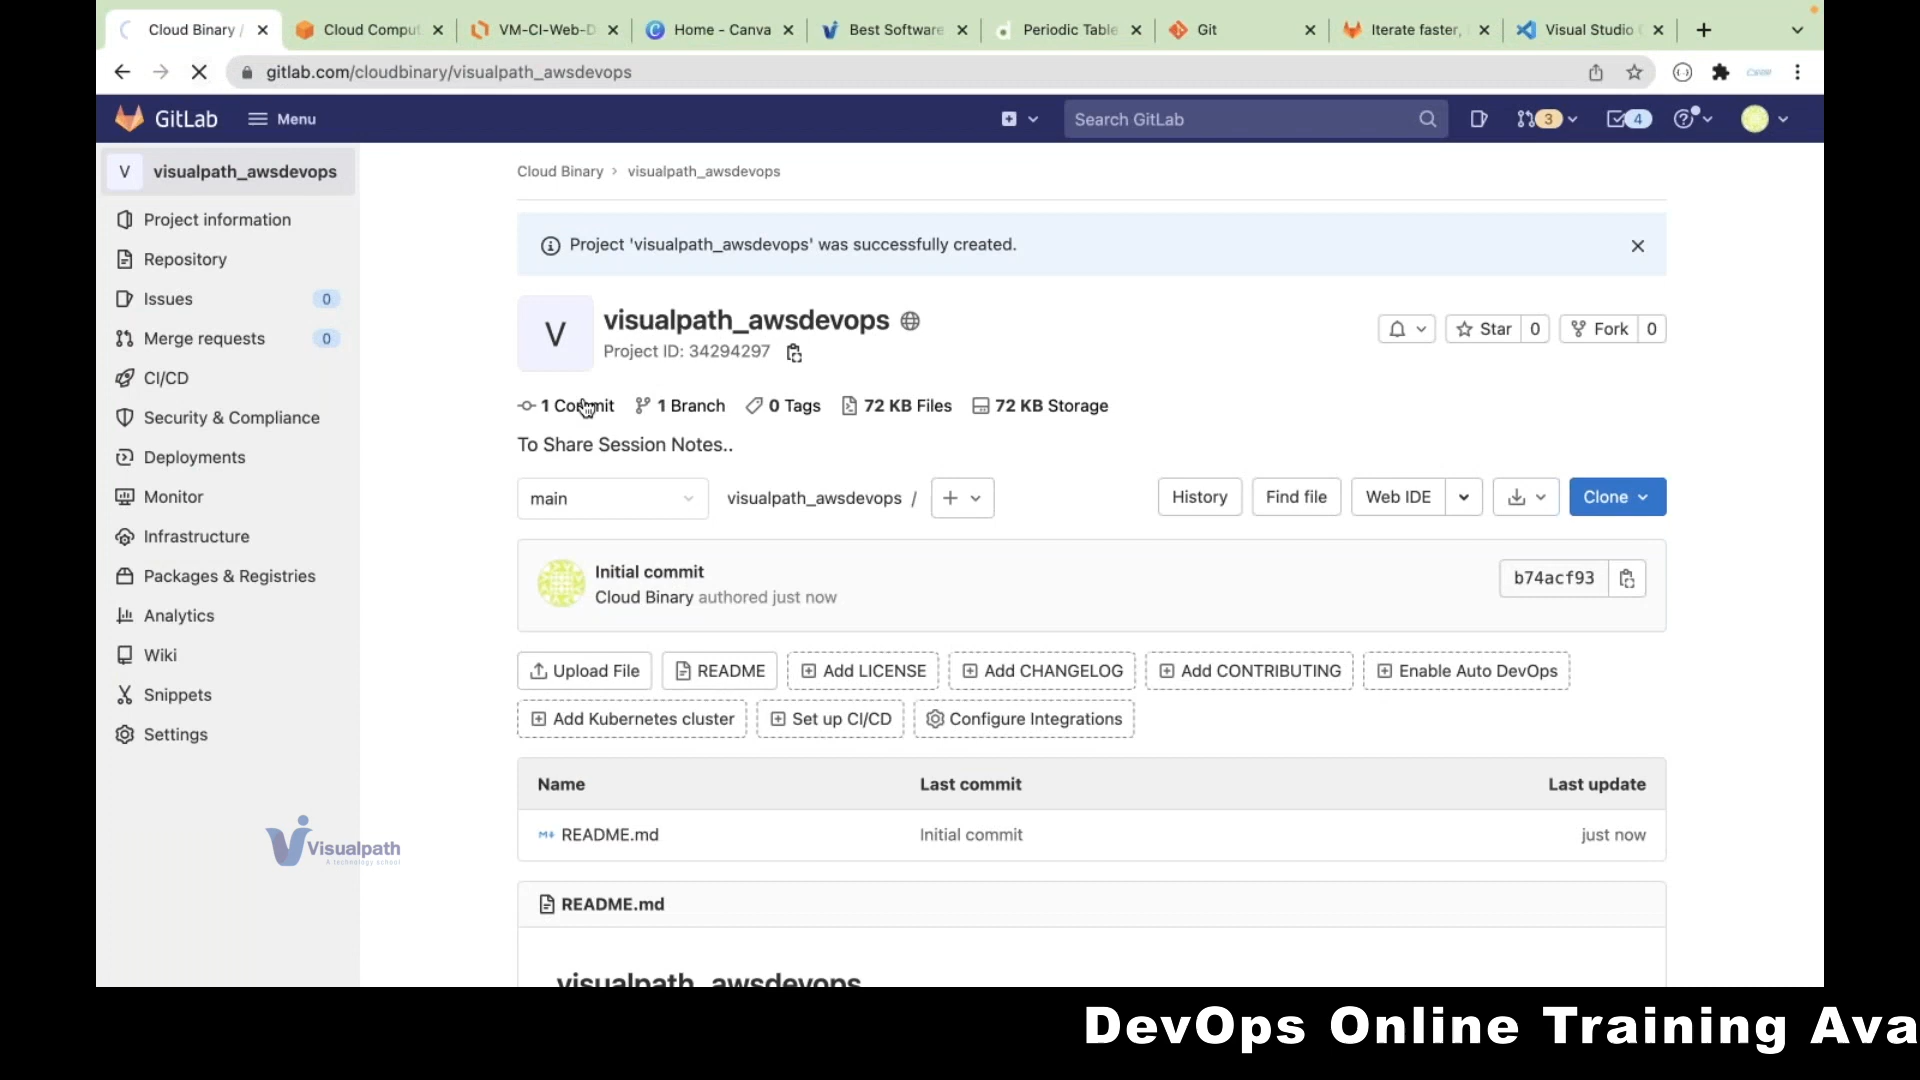 Cloud Binary /
Cloud Comput
VM-CI-Web-D
Home - Canva
Best Software
Periodic Table
Git
Iterate faster,
Visual Studio
gitlab.com/cloudbinary/visualpath_awsdevops
GitLab
Menu
Search GitLab
3
4
V
visualpath_awsdevops
Project information
Repository
Issues 0
Merge requests 0
CI/CD
Security & Compliance
Deployments
Monitor
Infrastructure
Packages & Registries
Analytics
Wiki
Snippets
Settings
Visualpath
A technology school
Cloud Binary > visualpath_awsdevops
Project 'visualpath_awsdevops' was successfully created.
V
visualpath_awsdevops
Project ID: 34294297
Star 0
Fork 0
1 Commit 1 Branch 0 Tags 72 KB Files 72 KB Storage
To Share Session Notes..
main
visualpath_awsdevops / +
History
Find file
Web IDE
Clone
Initial commit
Cloud Binary authored just now
b74acf93
Upload File README Add LICENSE Add CHANGELOG Add CONTRIBUTING Enable Auto DevOps
Add Kubernetes cluster Set up CI/CD Configure Integrations
Name Last commit Last update
README.md Initial commit just now
README.md
visualpath_awsdevops
DevOps Online Training Ava